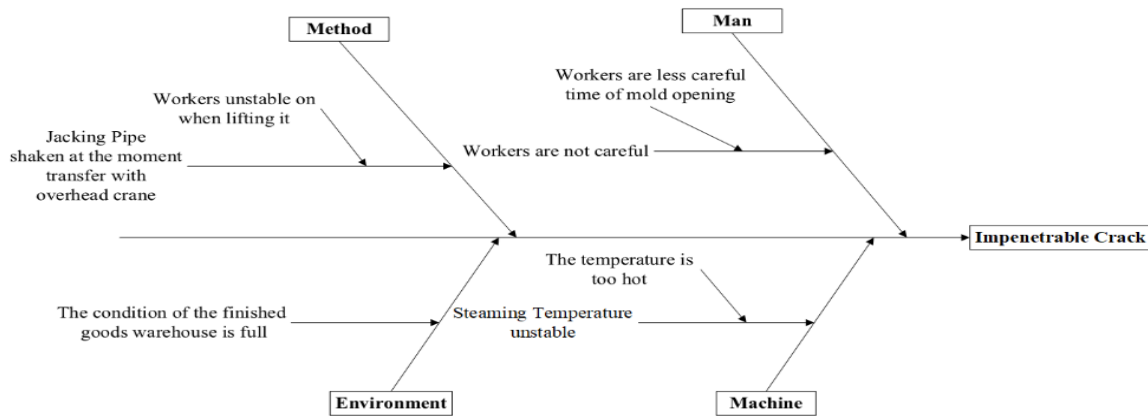 Method
Man
Workers unstable on
when lifting it
Jacking Pipe
shaken at the moment
transfer with
overhead crane
Workers are less careful
time of mold opening
Workers are not careful
Impenetrable Crack
The condition of the finished
goods warehouse is full
The temperature is
too hot
Steaming Temperature
unstable
Environment
Machine